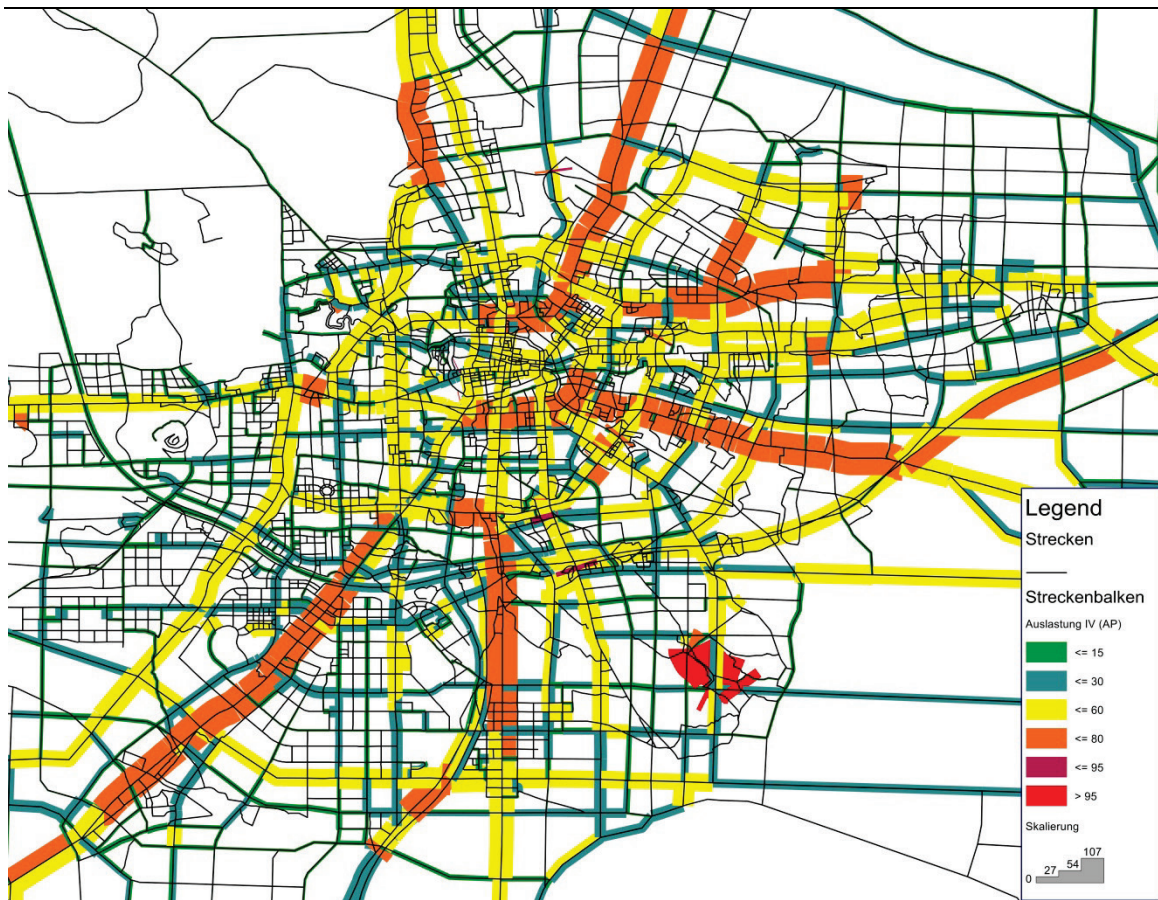 Legend
Strecken
Streckenbalken
Auslastung IV (AP)
<= 15
<= 30
<= 60
<= 80
<= 95
> 95
Skalierung
0 27 54 107